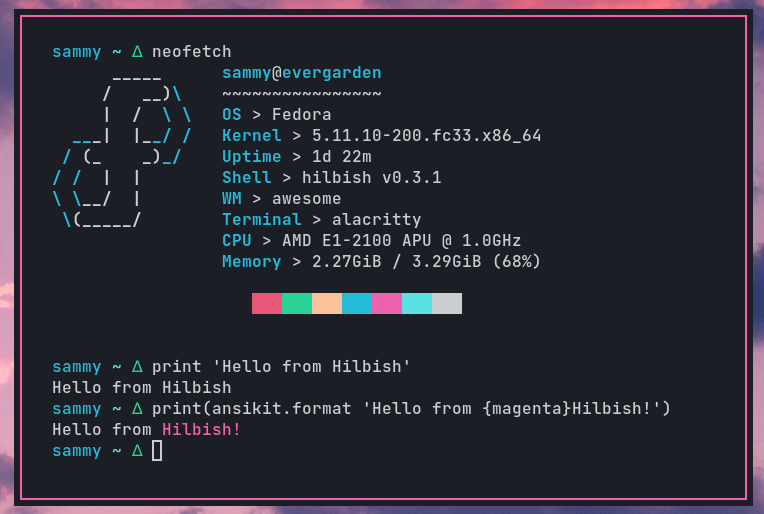 sammy ~ ∆ neofetch
sammy@evergarden
~~~~~~~~~~~~~~~~
OS > Fedora
Kernel > 5.11.10-200.fc33.x86_64
Uptime > 1d 22m
Shell > hilbish v0.3.1
WM > awesome
Terminal > alacritty
CPU > AMD E1-2100 APU @ 1.0GHz
Memory > 2.27GiB / 3.29GiB (68%)
sammy ~ ∆ print 'Hello from Hilbish'
Hello from Hilbish
sammy ~ ∆ print(ansikit.format 'Hello from {magenta}Hilbish!')
Hello from Hilbish!
sammy ~ ∆